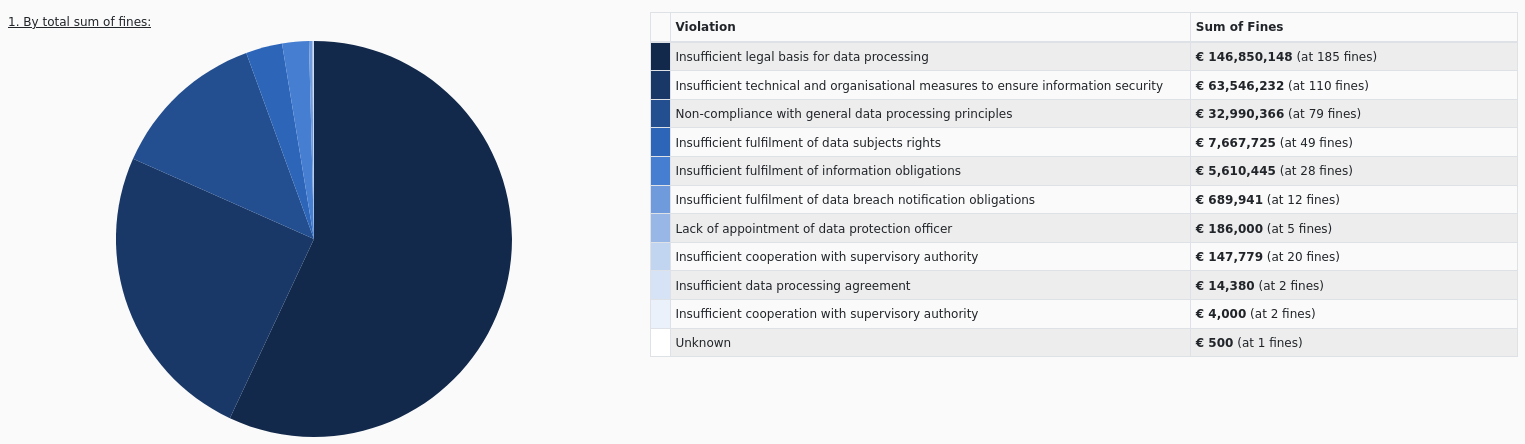 1. By total sum of fines:
Violation Sum of Fines
Insufficient legal basis for data processing € 146,850,148 (at 185 fines)
Insufficient technical and organisational measures to ensure information security € 63,546,232 (at 110 fines)
Non-compliance with general data processing principles € 32,990,366 (at 79 fines)
Insufficient fulfilment of data subjects rights € 7,667,725 (at 49 fines)
Insufficient fulfilment of information obligations € 5,610,445 (at 28 fines)
Insufficient fulfilment of data breach notification obligations € 689,941 (at 12 fines)
Lack of appointment of data protection officer € 186,000 (at 5 fines)
Insufficient cooperation with supervisory authority € 147,779 (at 20 fines)
Insufficient data processing agreement € 14,380 (at 2 fines)
Insufficient cooperation with supervisory authority € 4,000 (at 2 fines)
Unknown € 500 (at 1 fines)